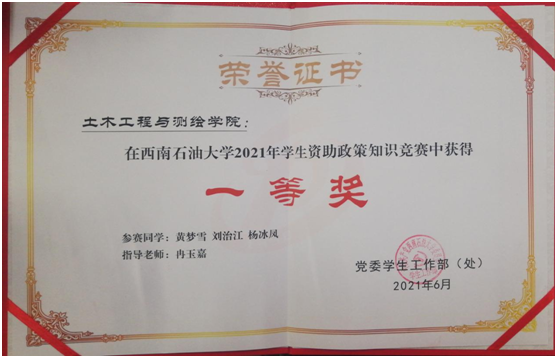 荣誉证书
土木工程与测绘学院:
在西南石油大学2021年学生资助政策知识竞赛中获得
一等奖
参赛同学:黄梦雪 刘治江 杨冰凤
指导老师:冉玉嘉
党委学生工作部（处）
2021年6月